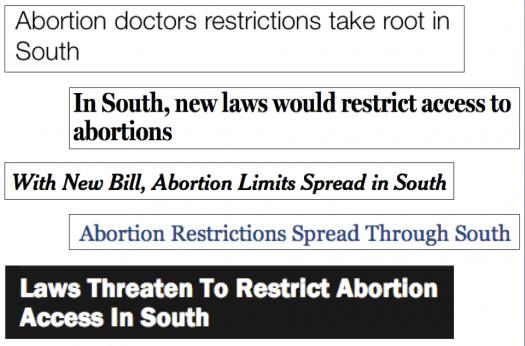 Abortion doctors restrictions take root in
South
In South, new laws would restrict access to
abortions
With New Bill, Abortion Limits Spread in South
Abortion Restrictions Spread Through South
Laws Threaten To Restrict Abortion
Access In South